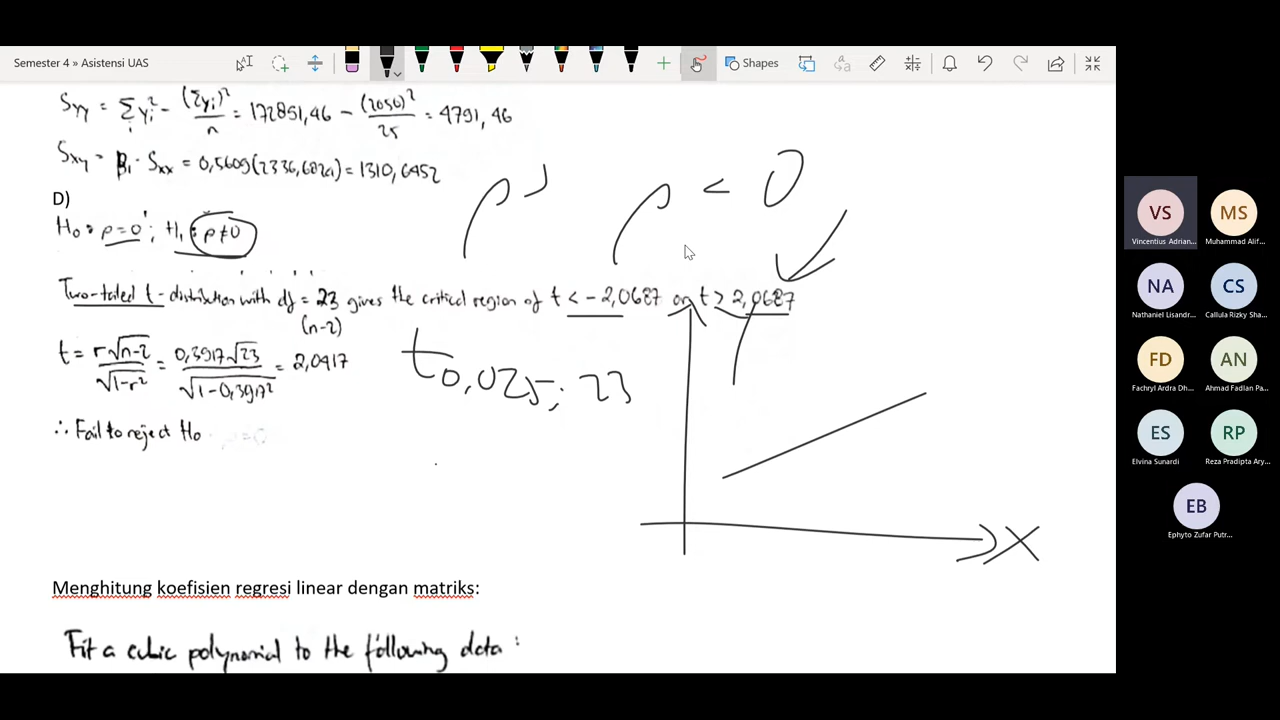 Semester 4 » Asistensi UAS
Shapes
Syy = Σi yi² - (Σyi)²/n = 172851,46 - (2050)²/25 = 4791,46
Sxy = β1 · Sxx = 0,5609(2336,6824) = 1310,6452
D)
H0 : ρ = 0 ; H1 : ρ ≠ 0
ρ ρ < 0
Two-tailed t-distribution with df = 23 gives the critical region of t < -2,0687 or t > 2,0687
(n-2)
t = r√n-2/√1-r² = 0,3917√23/√1-0,3917² = 2,0417
t0,025; 23
∴ Fail to reject H0
X
Menghitung koefisien regresi linear dengan matriks:
Fit a cubic polynomial to the following data :
VS
Vincentius Adrian...
MS
Muhammad Alif...
NA
Nathaniel Lisandr...
CS
Callula Rizky Sha...
FD
Fachryl Ardra Dh...
AN
Ahmad Fadlan Pa...
ES
Elvina Sunardi
RP
Reza Pradipta Ary...
EB
Ephyto Zufar Putr...